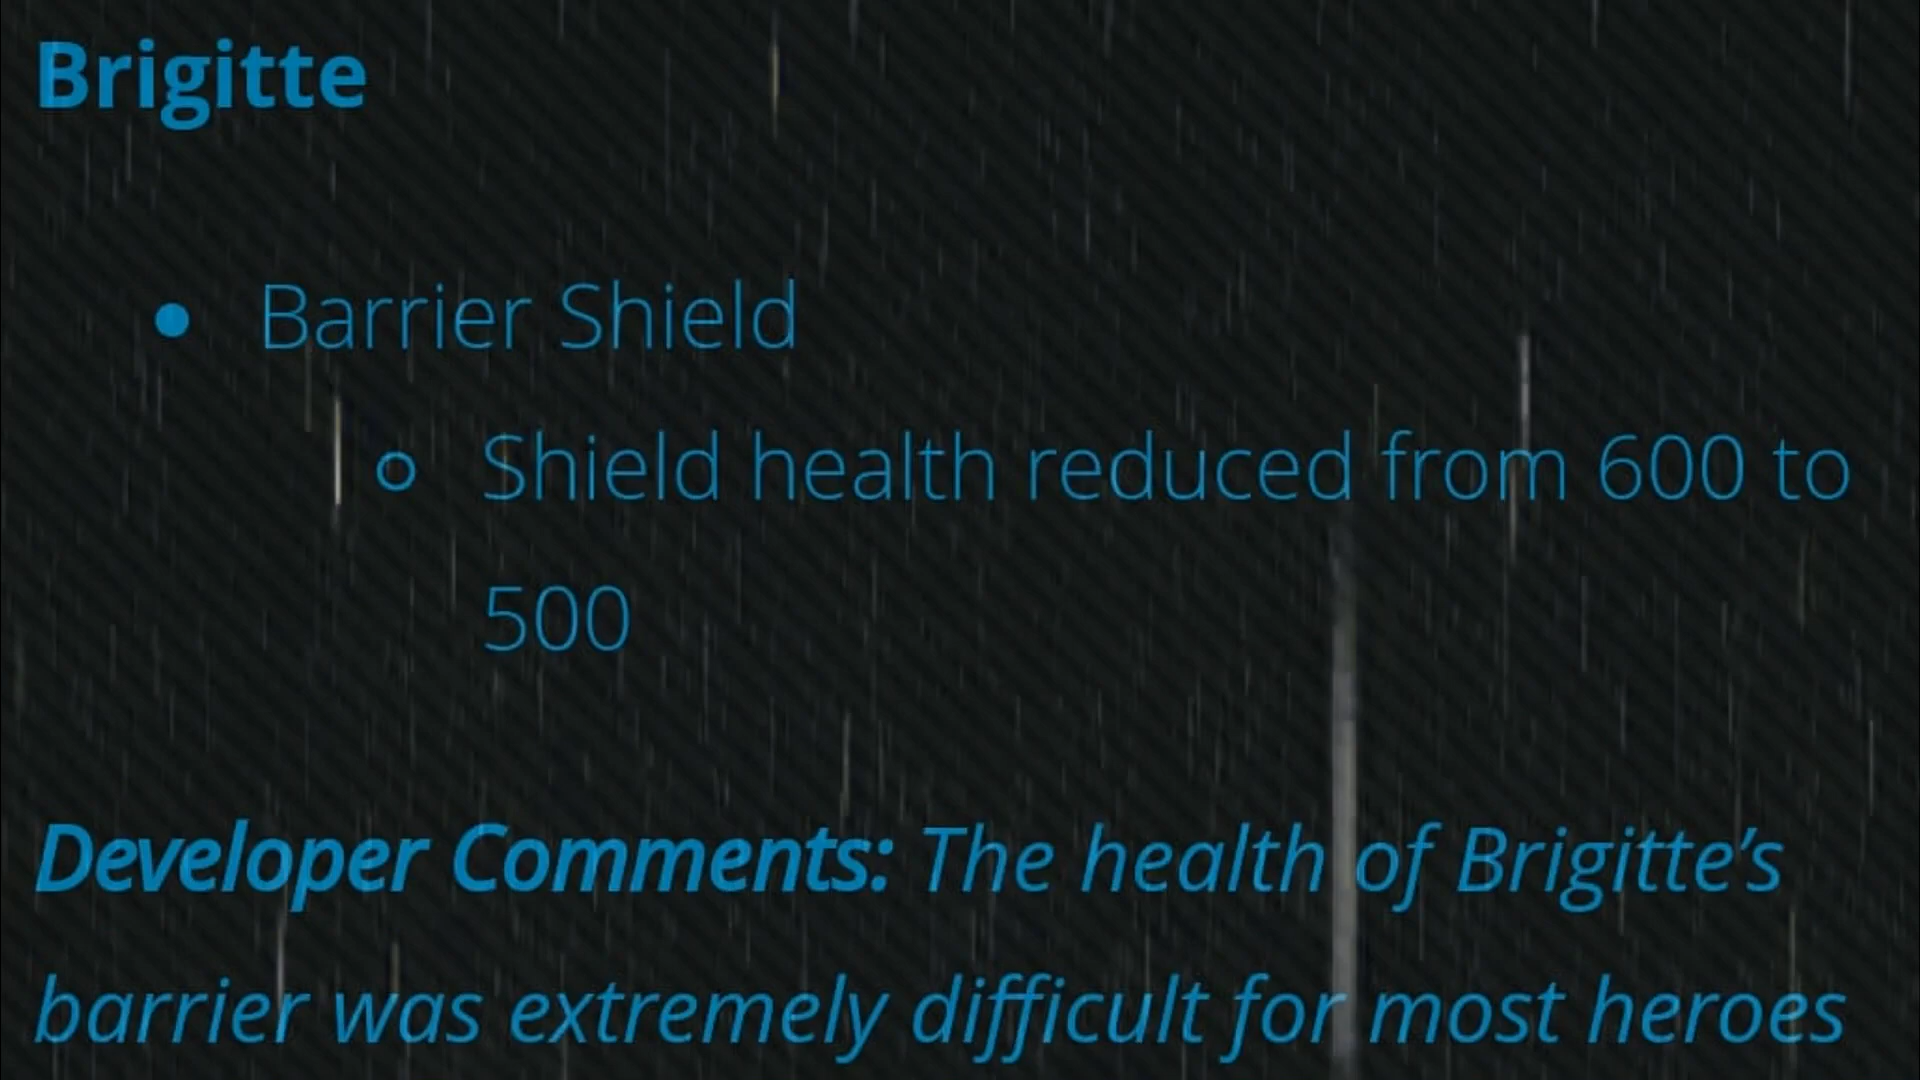 Brigitte
Barrier Shield
Shield health reduced from 600 to
500
Developer Comments: The health of Brigitte’s
barrier was extremely difficult for most heroes